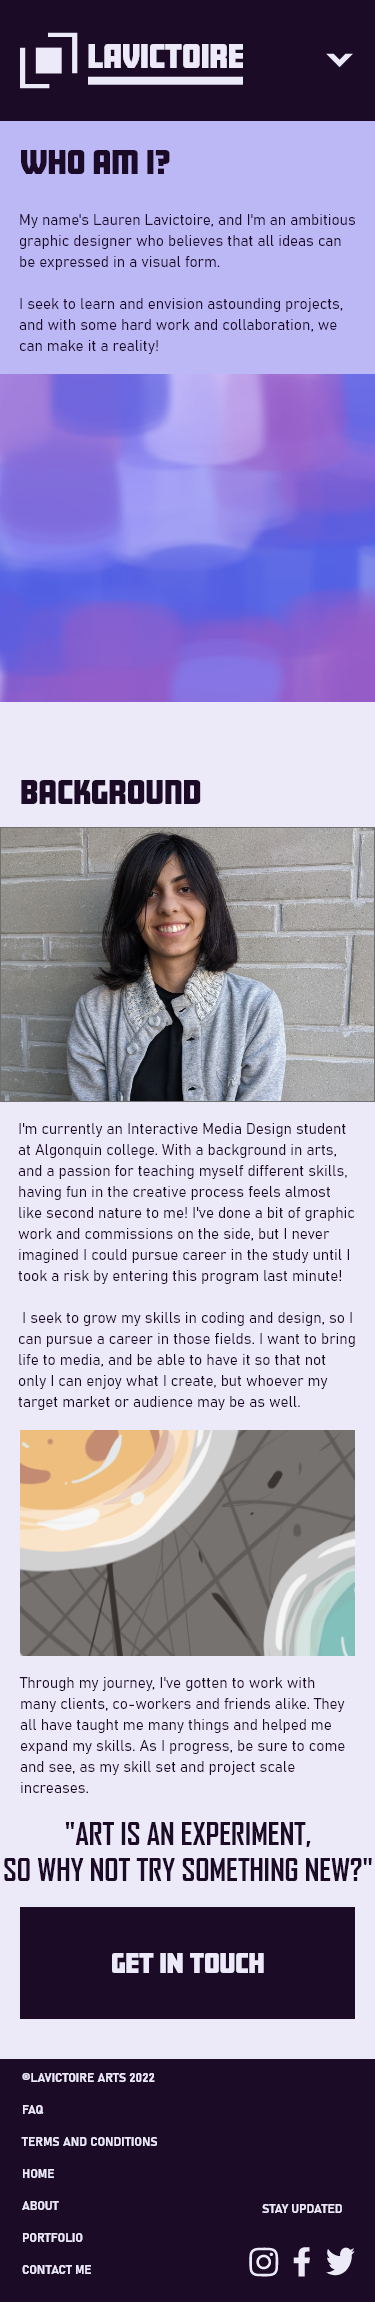 LAVICTOIRE
WHO AM I?
My name's Lauren Lavictoire, and I'm an ambitious
graphic designer who believes that all ideas can
be expressed in a visual form.
I seek to learn and envision astounding projects,
and with some hard work and collaboration, we
can make it a reality!
BACKGROUND
I'm currently an Interactive Media Design student
at Algonquin college. With a background in arts,
and a passion for teaching myself different skills,
having fun in the creative process feels almost
like second nature to me! I've done a bit of graphic
work and commissions on the side, but I never
imagined I could pursue career in the study until I
took a risk by entering this program last minute!
I seek to grow my skills in coding and design, so I
can pursue a career in those fields. I want to bring
life to media, and be able to have it so that not
only I can enjoy what I create, but whoever my
target market or audience may be as well.
Through my journey, I've gotten to work with
many clients, co-workers and friends alike. They
all have taught me many things and helped me
expand my skills. As I progress, be sure to come
and see, as my skill set and project scale
increases.
"ART IS AN EXPERIMENT,
SO WHY NOT TRY SOMETHING NEW?"
GET IN TOUCH
©LAVICTOIRE ARTS 2022
FAQ
TERMS AND CONDITIONS
HOME
ABOUT
STAY UPDATED
PORTFOLIO
CONTACT ME